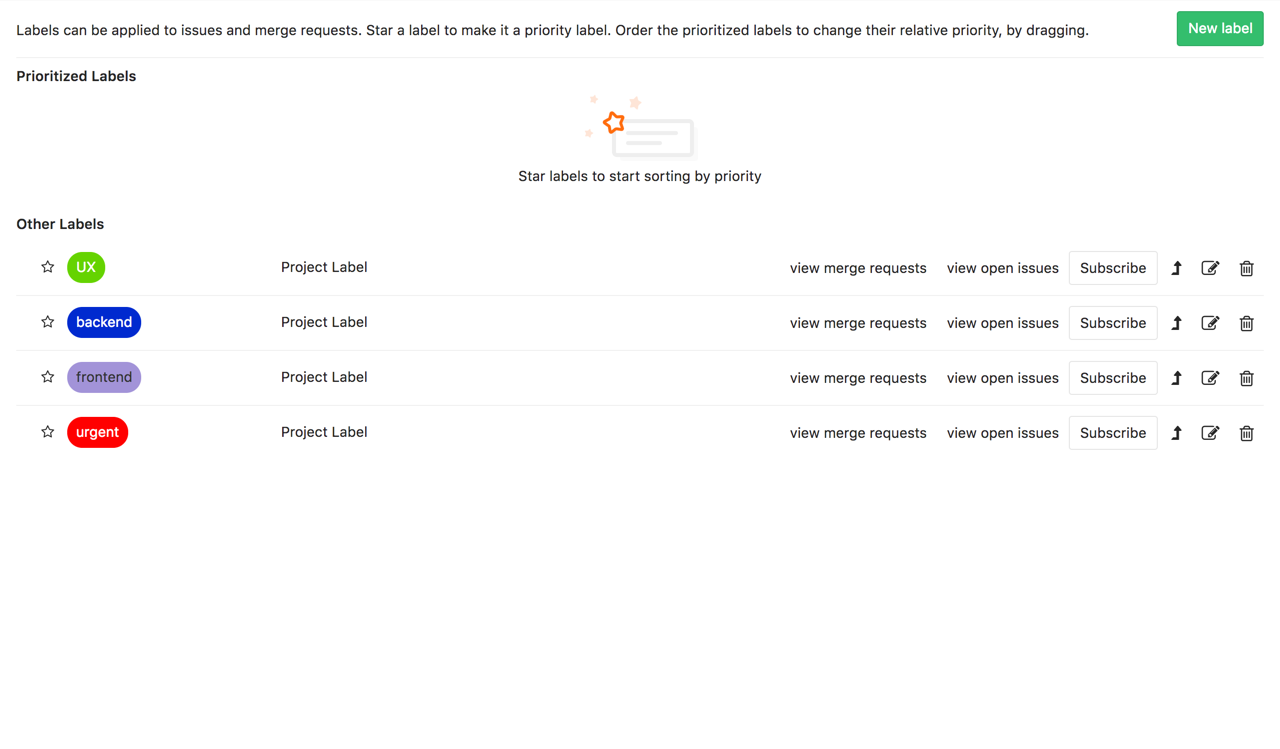 Labels can be applied to issues and merge requests. Star a label to make it a priority label. Order the prioritized labels to change their relative priority, by dragging.
New label
Prioritized Labels
Star labels to start sorting by priority
Other Labels
UX Project Label view merge requests view open issues Subscribe
backend Project Label view merge requests view open issues Subscribe
frontend Project Label view merge requests view open issues Subscribe
urgent Project Label view merge requests view open issues Subscribe